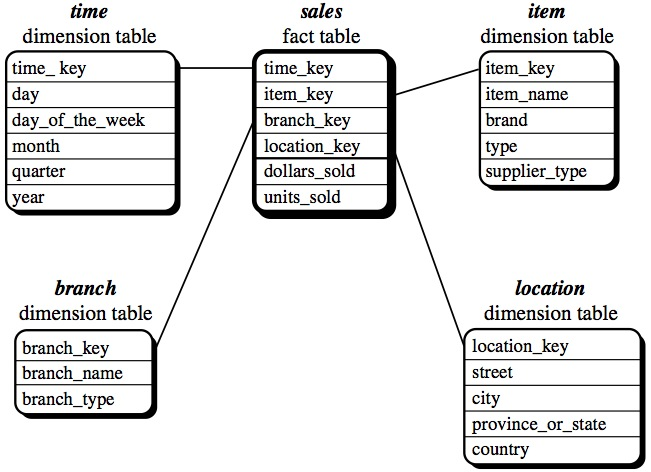 time
dimension table
time_ key
day
day_of_the_week
month
quarter
year
sales
fact table
time_key
item_key
branch_key
location_key
dollars_sold
units_sold
item
dimension table
item_key
item_name
brand
type
supplier_type
branch
dimension table
branch_key
branch_name
branch_type
location
dimension table
location_key
street
city
province_or_state
country